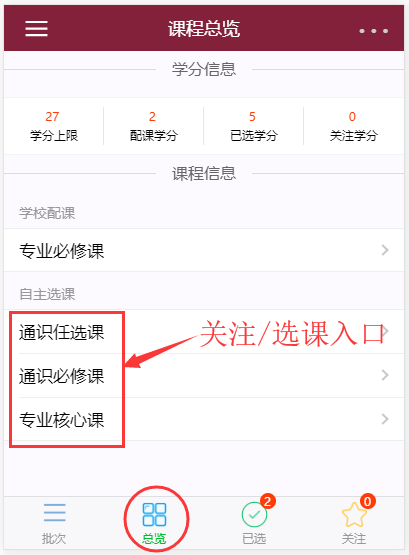 课程总览
学分信息
27 2 5 0
学分上限 配课学分 已选学分 关注学分
课程信息
学校配课
专业必修课
自主选课
通识任选课
关注/选课入口
通识必修课
专业核心课
2 0
批次 总览 已选 关注